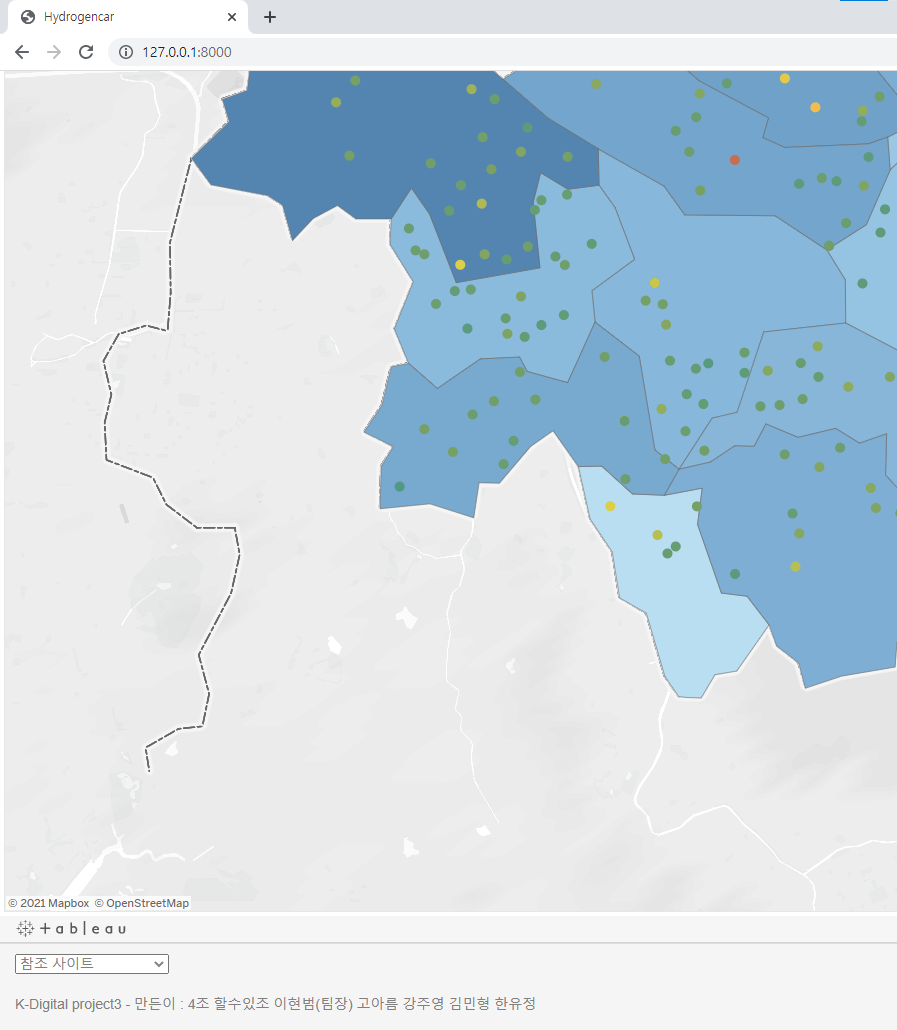 Hydrogencar
127.0.0.1:8000
© 2021 Mapbox © OpenStreetMap
+ a b | e a u
참조 사이트
K-Digital project3 - 만든이 : 4조 할수있조 이현범(팀장) 고아름 강주영 김민형 한유정